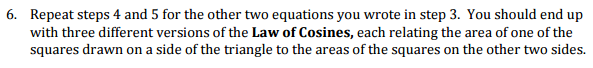 6. Repeat steps 4 and 5 for the other two equations you wrote in step 3. You should end up
with three different versions of the Law of Cosines, each relating the area of one of the
squares drawn on a side of the triangle to the areas of the squares on the other two sides.